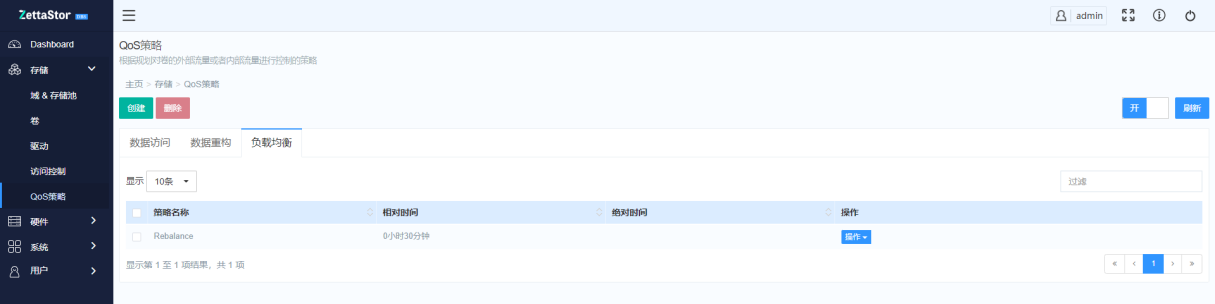 ZettaStor
admin
Dashboard
存储
域 & 存储池
卷
驱动
访问控制
QoS策略
硬件
系统
用户
QoS策略
根据规划对卷的外部流量或者内部流量进行控制的策略
主页 > 存储 > QoS策略
创建 删除
开 刷新
数据访问 数据重构 负载均衡
显示 10条
过滤
策略名称 相对时间 绝对时间 操作
Rebalance 0小时30分钟 操作
显示第 1 至 1 项结果，共 1 项
« ‹ 1 › »